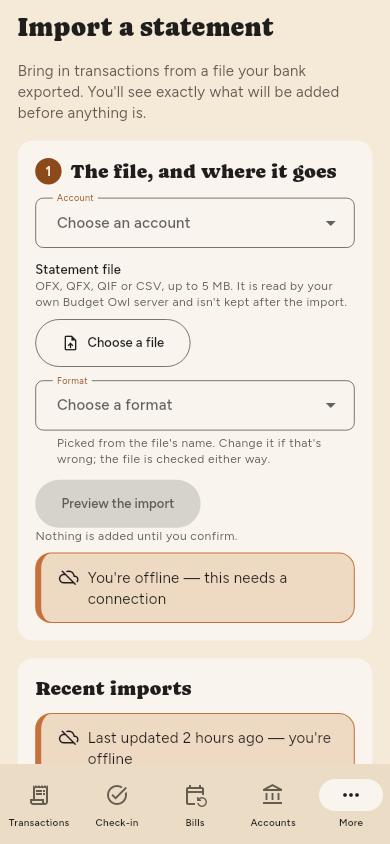 Import a statement
Bring in transactions from a file your bank
exported. You'll see exactly what will be added
before anything is.
1 The file, and where it goes
Account
Choose an account
Statement file
OFX, QFX, QIF or CSV, up to 5 MB. It is read by your
own Budget Owl server and isn't kept after the import.
Choose a file
Format
Choose a format
Picked from the file's name. Change it if that's
wrong; the file is checked either way.
Preview the import
Nothing is added until you confirm.
You're offline — this needs a
connection
Recent imports
Last updated 2 hours ago — you're
offline
Transactions Check-in Bills Accounts More